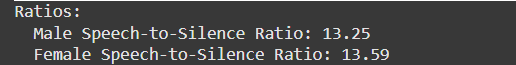 Ratios:
Male Speech-to-Silence Ratio: 13.25
Female Speech-to-Silence Ratio: 13.59